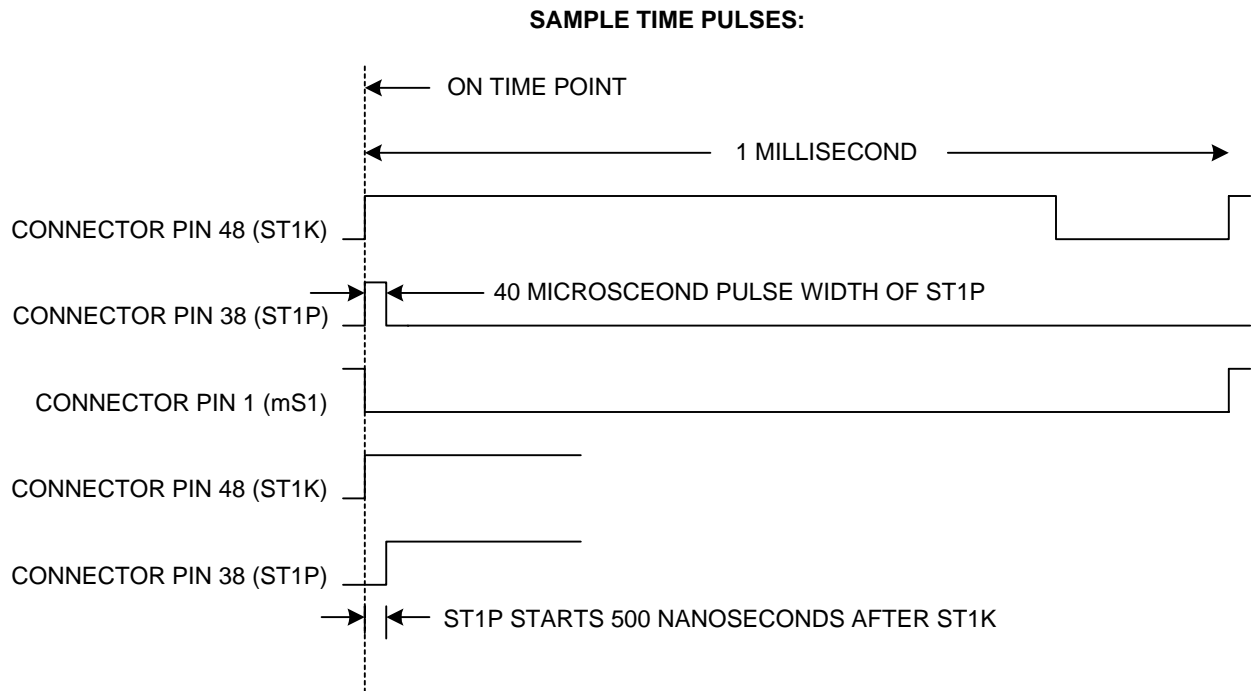 SAMPLE TIME PULSES:
ON TIME POINT
1 MILLISECOND
CONNECTOR PIN 48 (ST1K)
40 MICROSCEOND PULSE WIDTH OF ST1P
CONNECTOR PIN 38 (ST1P)
CONNECTOR PIN 1 (mS1)
CONNECTOR PIN 48 (ST1K)
CONNECTOR PIN 38 (ST1P)
ST1P STARTS 500 NANOSECONDS AFTER ST1K